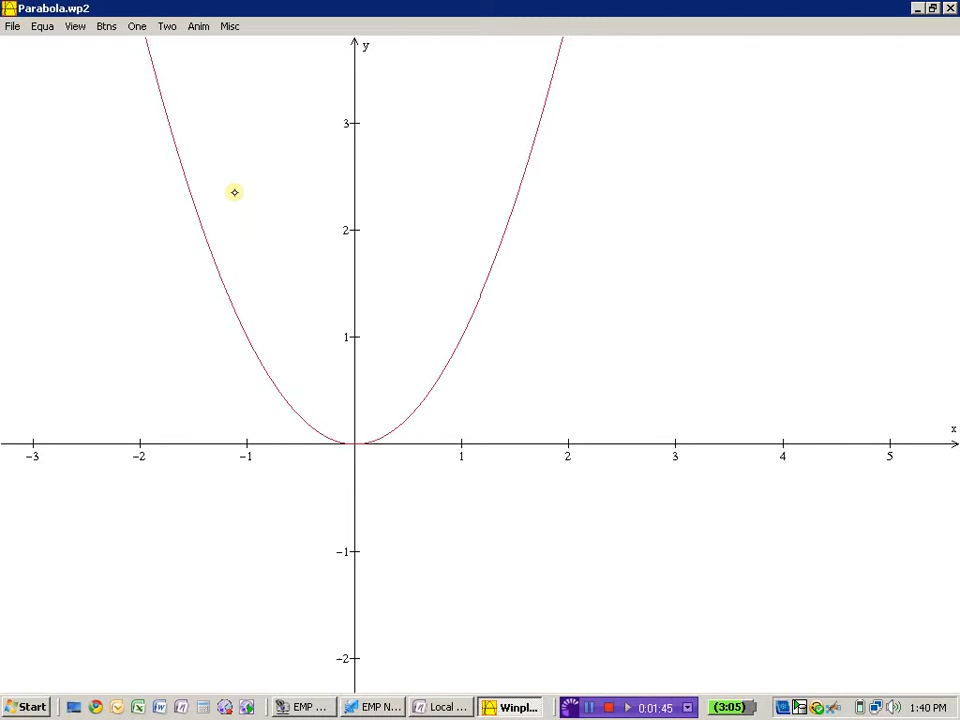 Parabola.wp2
File Equa View Btns One Two Anim Misc
y
3
2
1
x
-3 -2 -1 1 2 3 4 5
-1
-2
Start EMP ... EMP N... Local ... Winpl... 0:01:45 (3:05) 1:40 PM